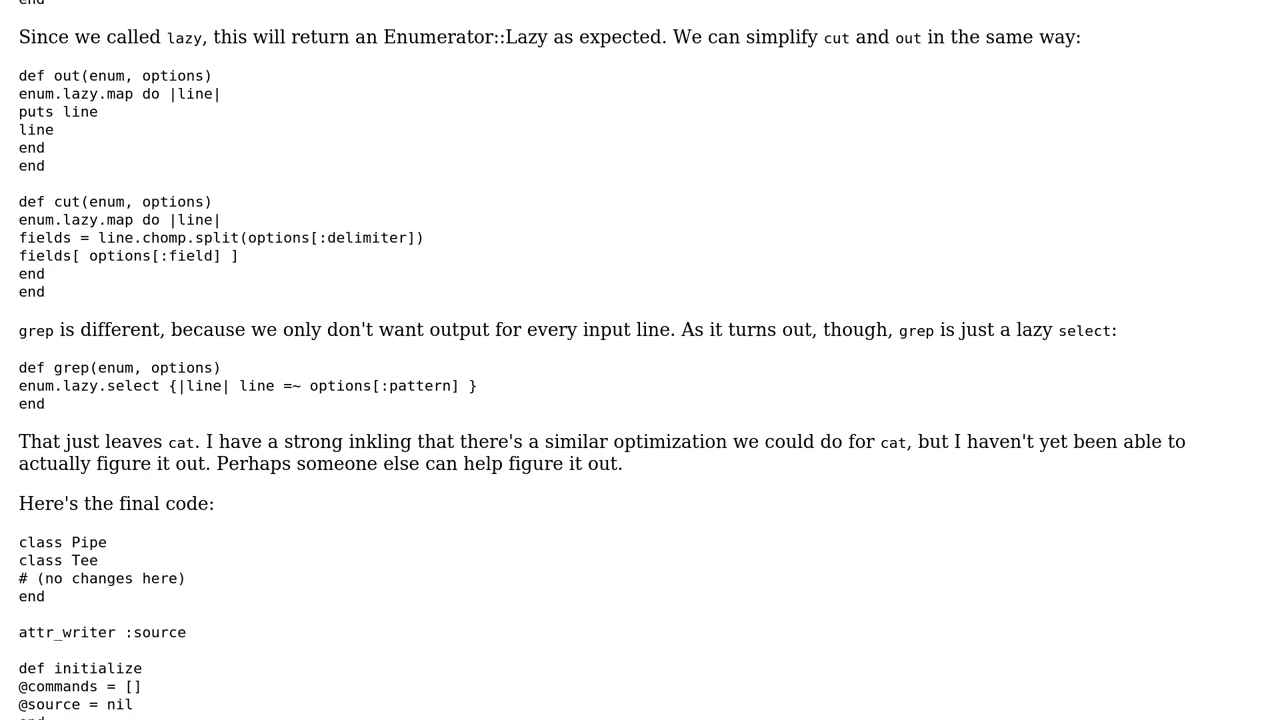 end
Since we called lazy, this will return an Enumerator::Lazy as expected. We can simplify cut and out in the same way:
def out(enum, options)
enum.lazy.map do |line|
puts line
line
end
end
def cut(enum, options)
enum.lazy.map do |line|
fields = line.chomp.split(options[:delimiter])
fields[ options[:field] ]
end
end
grep is different, because we only don't want output for every input line. As it turns out, though, grep is just a lazy select:
def grep(enum, options)
enum.lazy.select {|line| line =~ options[:pattern] }
end
That just leaves cat. I have a strong inkling that there's a similar optimization we could do for cat, but I haven't yet been able to
actually figure it out. Perhaps someone else can help figure it out.
Here's the final code:
class Pipe
class Tee
# (no changes here)
end
attr_writer :source
def initialize
@commands = []
@source = nil
end